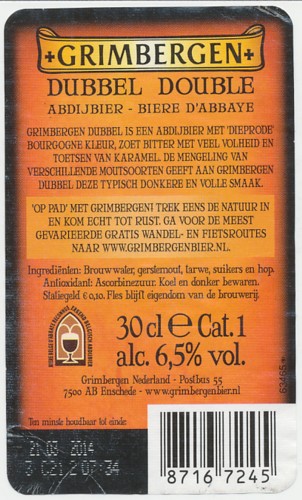 GRIMBERGEN
DUBBEL DOUBLE
ABDIJBIER - BIERE D'ABBAYE
GRIMBERGEN DUBBEL IS EEN ABDIJBIER MET 'DIEPRODE'
BOURGOGNE KLEUR, ZOET BITTER MET VEEL VOLHEID EN
TOETSEN VAN KARAMEL. DE MENGELING VAN
VERSCHILLENDE MOUTSOORTEN GEEFT AAN GRIMBERGEN
DUBBEL DEZE TYPISCH DONKERE EN VOLLE SMAAK.
'OP PAD' MET GRIMBERGEN! TREK EENS DE NATUUR IN
EN KOM ECHT TOT RUST. GA VOOR DE MEEST
GEVARIEERDE GRATIS WANDEL- EN FIETSROUTES
NAAR WWW.GRIMBERGENBIER.NL.
Ingrediënten: Brouwwater, gerstemout, tarwe, suikers en hop.
Antioxidant: Ascorbinezuur. Koel en donker bewaren.
Statiegeld € 0,10. Fles blijft eigendom van de brouwerij.
30 cl e Cat.1
alc. 6,5% vol.
Grimbergen Nederland - Postbus 55
7500 AB Enschede - www.grimbergenbier.nl
Ten minste houdbaar tot einde:
21 03 2014
8716 7245